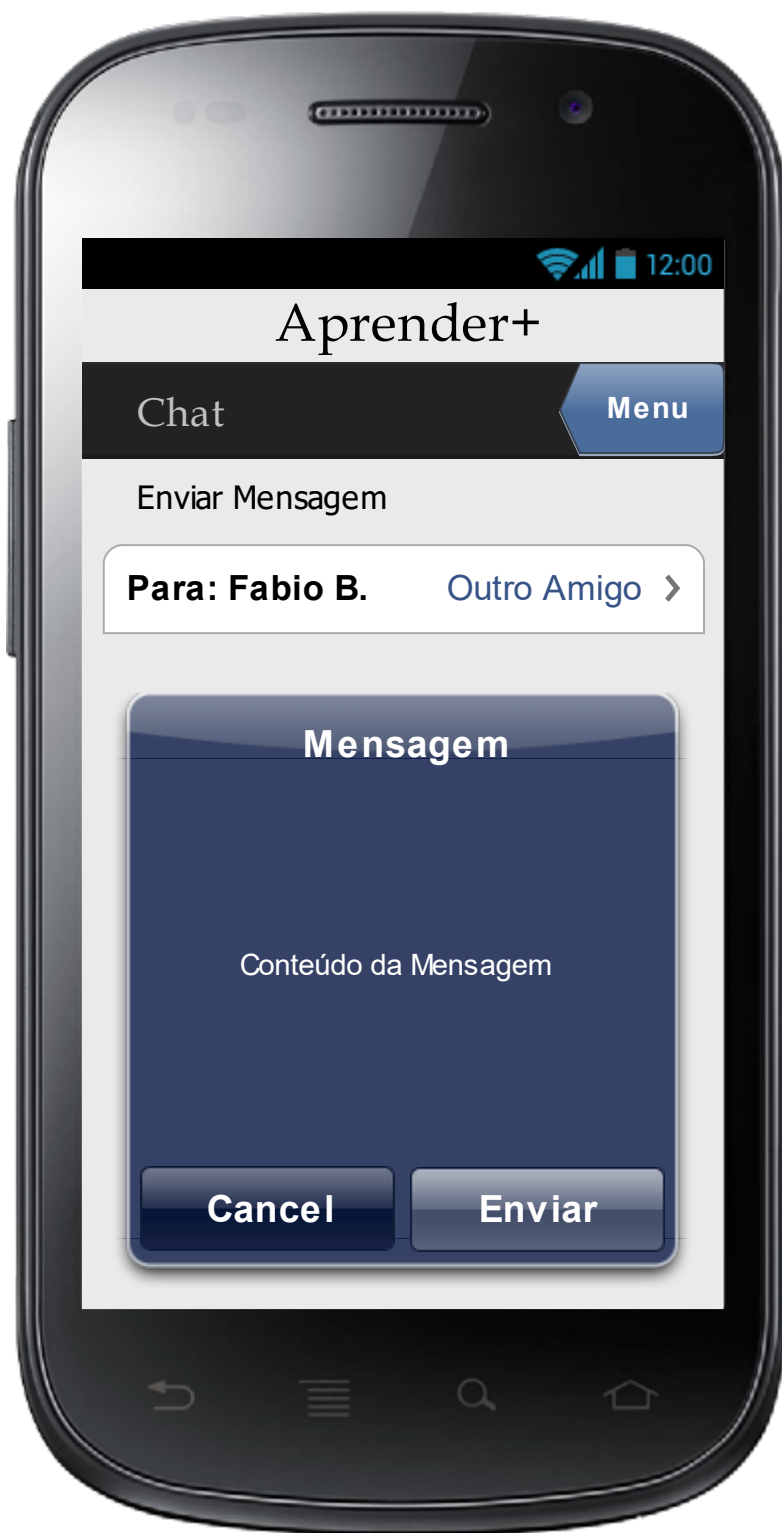 12:00
Aprender+
Chat Menu
Enviar Mensagem
Para: Fabio B. Outro Amigo
Mensagem
Conteúdo da Mensagem
Cancel Enviar